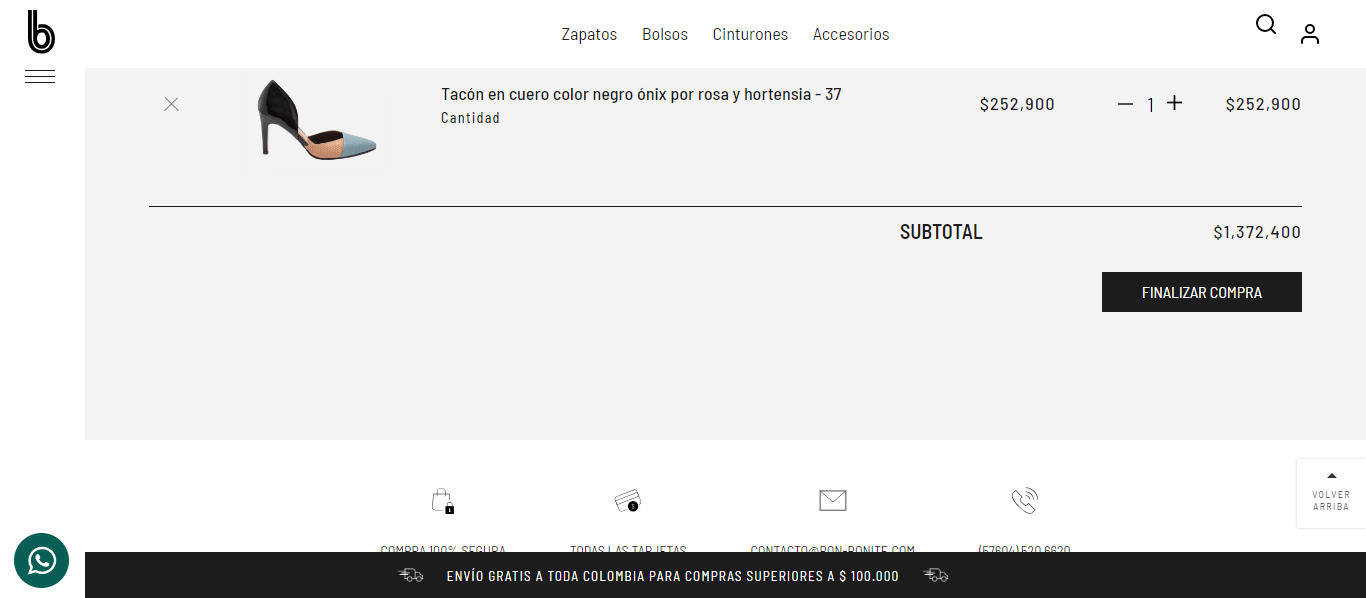 b
Zapatos Bolsos Cinturones Accesorios
Tacón en cuero color negro ónix por rosa y hortensia - 37
Cantidad
$252,900
1
$252,900
SUBTOTAL
$1,372,400
FINALIZAR COMPRA
VOLVER
ARRIBA
COMPRA 100% SEGURA
TODAS LAS TARJETAS
CONTACTO@BON-BONITE.COM
(57604) 520 6620
ENVÍO GRATIS A TODA COLOMBIA PARA COMPRAS SUPERIORES A $ 100.000